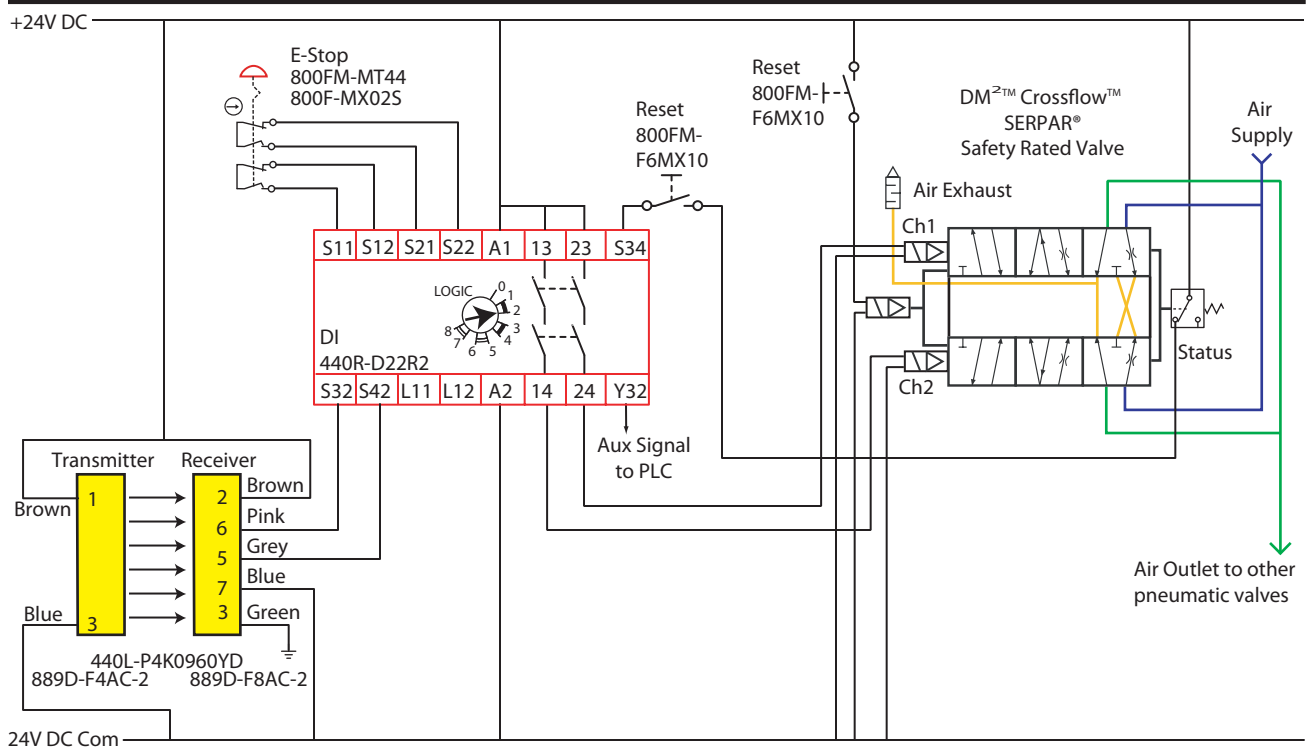 +24V DC
E-Stop
800FM-MT44
800F-MX02S
Reset
800FM-
F6MX10
Reset
800FM-
F6MX10
DM²™ Crossflow™
SERPAR®
Safety Rated Valve
Air
Supply
Air Exhaust
Ch1
S11 S12 S21 S22 A1 13 23 S34
LOGIC
0
1
2
3
4
5
6
7
8
DI
440R-D22R2
Status
Ch2
S32 S42 L11 L12 A2 14 24 Y32
Aux Signal
to PLC
Transmitter Receiver
Brown 1 2 Brown
6 Pink
5 Grey
7 Blue
Blue 3 3 Green
440L-P4K0960YD
889D-F4AC-2 889D-F8AC-2
Air Outlet to other
pneumatic valves
24V DC Com